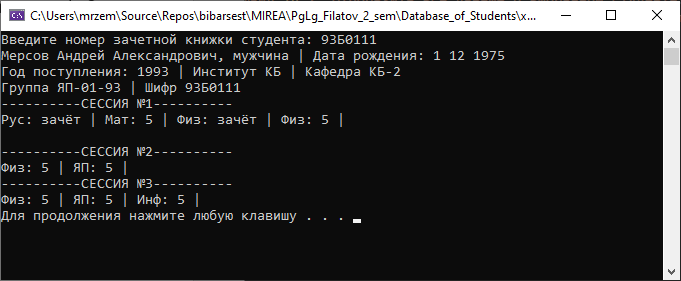 C:\Users\mrzem\Source\Repos\bibarsest\MIREA\PgLg_Filatov_2_sem\Database_of_Students\x...
Введите номер зачетной книжки студента: 93Б0111
Мерсов Андрей Александрович, мужчина | Дата рождения: 1 12 1975
Год поступления: 1993 | Институт КБ | Кафедра КБ-2
Группа ЯП-01-93 | Шифр 93Б0111
----------СЕССИЯ №1----------
Рус: зачёт | Мат: 5 | Физ: зачёт | Физ: 5 |
----------СЕССИЯ №2----------
Физ: 5 | ЯП: 5 |
----------СЕССИЯ №3----------
Физ: 5 | ЯП: 5 | Инф: 5 |
Для продолжения нажмите любую клавишу . . .